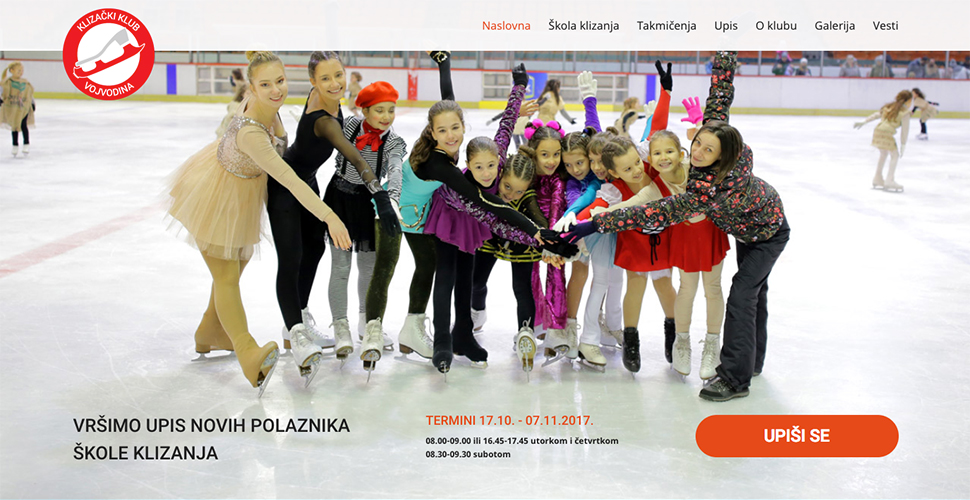 KLIZAČKI KLUB
VOJVODINA
Naslovna Škola klizanja Takmičenja Upis O klubu Galerija Vesti
VRŠIMO UPIS NOVIH POLAZNIKA
ŠKOLE KLIZANJA
TERMINI 17.10. - 07.11.2017.
08.00-09.00 ili 16.45-17.45 utorkom i četvrtkom
08.30-09.30 subotom
UPIŠI SE